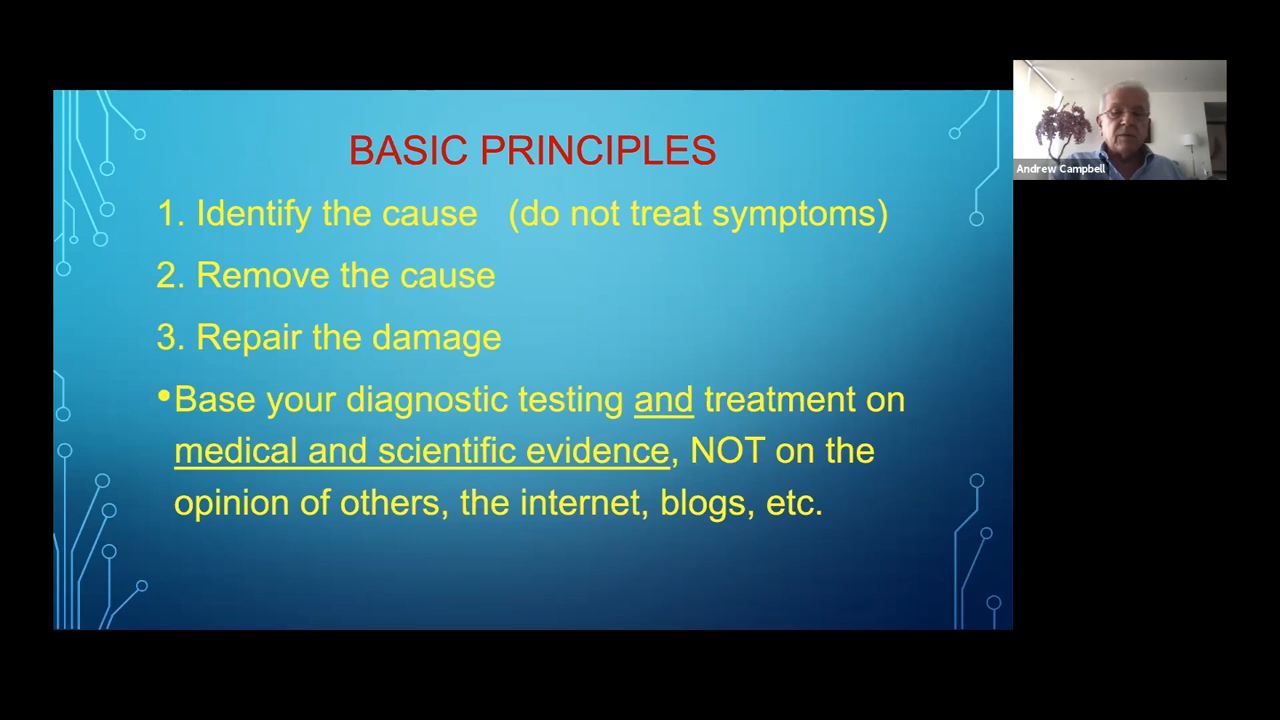 BASIC PRINCIPLES
1. Identify the cause (do not treat symptoms)
2. Remove the cause
3. Repair the damage
•Base your diagnostic testing and treatment on
medical and scientific evidence, NOT on the
opinion of others, the internet, blogs, etc.
Andrew Campbell